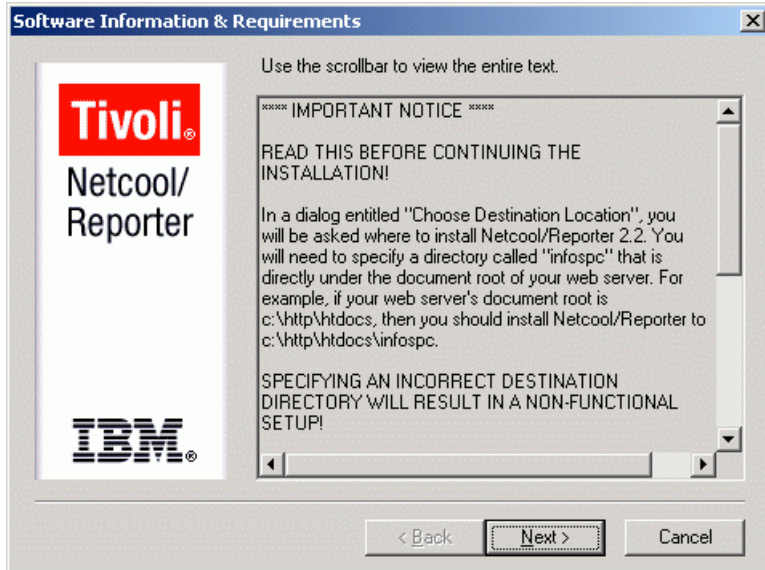 Software Information & Requirements
Use the scrollbar to view the entire text.
Tivoli®
Netcool/
Reporter
IBM®
**** IMPORTANT NOTICE ****
READ THIS BEFORE CONTINUING THE
INSTALLATION!
In a dialog entitled "Choose Destination Location", you
will be asked where to install Netcool/Reporter 2.2. You
will need to specify a directory called "infospc" that is
directly under the document root of your web server. For
example, if your web server's document root is
c:\http\htdocs, then you should install Netcool/Reporter to
c:\http\htdocs\infospc.
SPECIFYING AN INCORRECT DESTINATION
DIRECTORY WILL RESULT IN A NON-FUNCTIONAL
SETUP!
< Back
Next >
Cancel